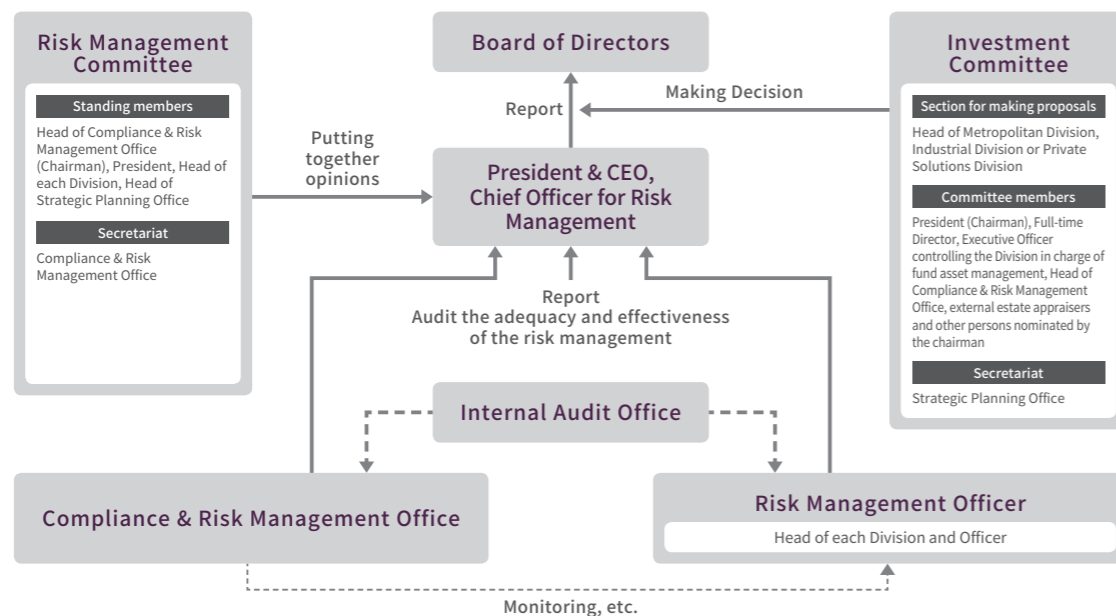 Risk Management
Committee
Standing members
Head of Compliance & Risk
Management Office
(Chairman), President, Head of
each Division, Head of
Strategic Planning Office
Secretariat
Compliance & Risk
Management Office
Board of Directors
Investment
Committee
Section for making proposals
Head of Metropolitan Division,
Industrial Division or Private
Solutions Division
Committee members
President (Chairman), Full-time
Director, Executive Officer
controlling the Division in charge of
fund asset management, Head of
Compliance & Risk Management
Office, external estate appraisers
and other persons nominated by
the chairman
Secretariat
Strategic Planning Office
Making Decision
Report
Putting
together
opinions
President & CEO,
Chief Officer for Risk
Management
Report
Audit the adequacy and effectiveness
of the risk management
Internal Audit Office
Compliance & Risk Management Office
Risk Management Officer
Head of each Division and Officer
Monitoring, etc.